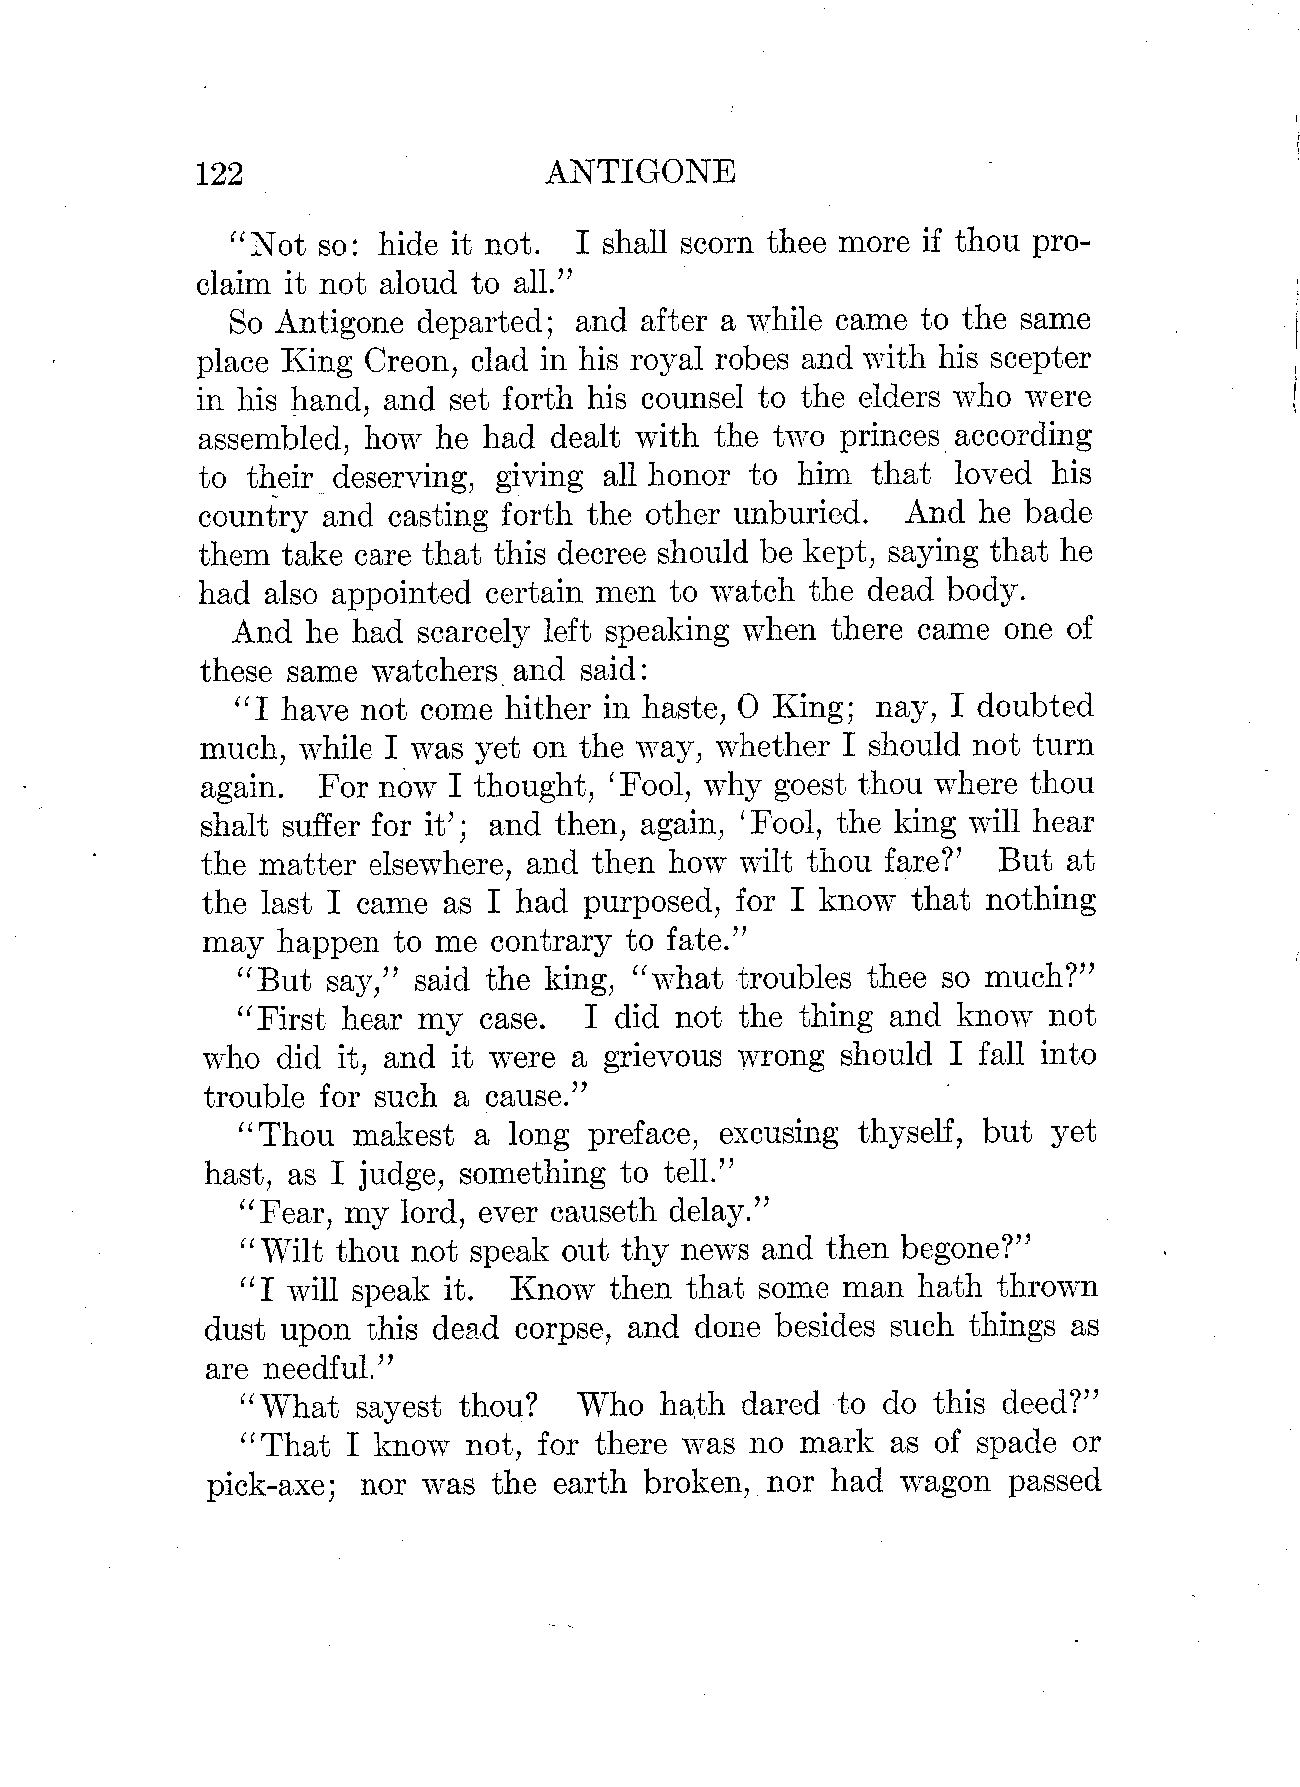 122 ANTIGONE
"Not so: hide it not. I shall scorn thee more if thou pro-
claim it not aloud to all."
So Antigone departed; and after a while came to the same
place King Creon, clad in his royal robes and with his scepter
in his hand, and set forth his counsel to the elders who were
assembled, how he had dealt with the two princes according
to their deserving, giving all honor to him that loved his
country and casting forth the other unburied. And he bade
them take care that this decree should be kept, saying that he
had also appointed certain men to watch the dead body.
And he had scarcely left speaking when there came one of
these same watchers and said:
"I have not come hither in haste, O King; nay, I doubted
much, while I was yet on the way, whether I should not turn
again. For now I thought, 'Fool, why goest thou where thou
shalt suffer for it'; and then, again, 'Fool, the king will hear
the matter elsewhere, and then how wilt thou fare?' But at
the last I came as I had purposed, for I know that nothing
may happen to me contrary to fate."
"But say," said the king, "what troubles thee so much?"
"First hear my case. I did not the thing and know not
who did it, and it were a grievous wrong should I fall into
trouble for such a cause."
"Thou makest a long preface, excusing thyself, but yet
hast, as I judge, something to tell."
"Fear, my lord, ever causeth delay."
"Wilt thou not speak out thy news and then begone?"
"I will speak it. Know then that some man hath thrown
dust upon this dead corpse, and done besides such things as
are needful."
"What sayest thou? Who hath dared to do this deed?"
"That I know not, for there was no mark as of spade or
pick-axe; nor was the earth broken, nor had wagon passed